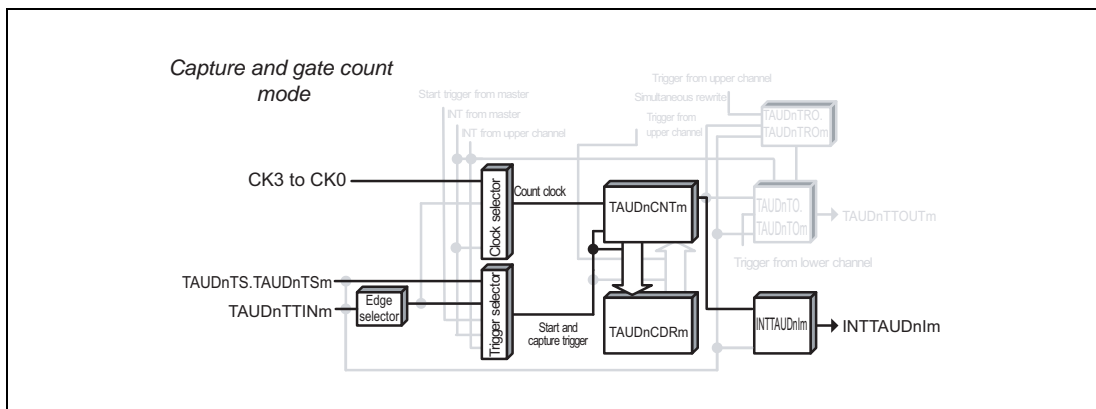 Capture and gate count
mode
Trigger from upper channel
Simultaneous rewrite
Start trigger from master
Trigger from
upper channel
INT from master
INT from upper channel
TAUDnTRO.
TAUDnTROm
CK3 to CK0
Clock selector
Count clock
TAUDnCNTm
TAUDnTO.
TAUDnTOm
TAUDnTTOUTm
Trigger from lower channel
TAUDnTS.TAUDnTSm
TAUDnTTINm
Edge
selector
Trigger selector
Start and
capture trigger
TAUDnCDRm
INTTAUDnIm
INTTAUDnIm